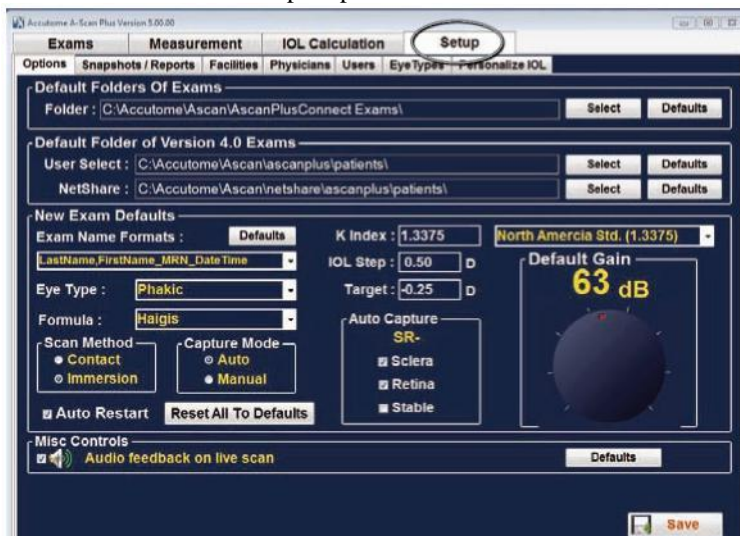 Accutome A-Scan Plus Version 5.00.00
Exams Measurement IOL Calculation Setup
Options Snapshots / Reports Facilities Physicians Users EyeTypes Personalize IOL
Default Folders Of Exams
Folder : C:\Accutome\Ascan\AscanPlusConnect Exams\ Select Defaults
Default Folder of Version 4.0 Exams
User Select : C:\Accutome\Ascan\ascanplus\patients\ Select Defaults
NetShare : C:\Accutome\Ascan\netshare\ascanplus\patients\ Select Defaults
New Exam Defaults
Exam Name Formats : Defaults K Index : 1.3375 North Amercia Std. (1.3375)
LastName,FirstName_MRN_DateTime IOL Step : 0.50 D Default Gain
Eye Type : Phakic Target : -0.25 D 63 dB
Formula : Haigis Auto Capture
Scan Method Capture Mode SR-
Contact Auto Sclera
Immersion Manual Retina
Auto Restart Reset All To Defaults Stable
Misc Controls
Audio feedback on live scan Defaults
Save